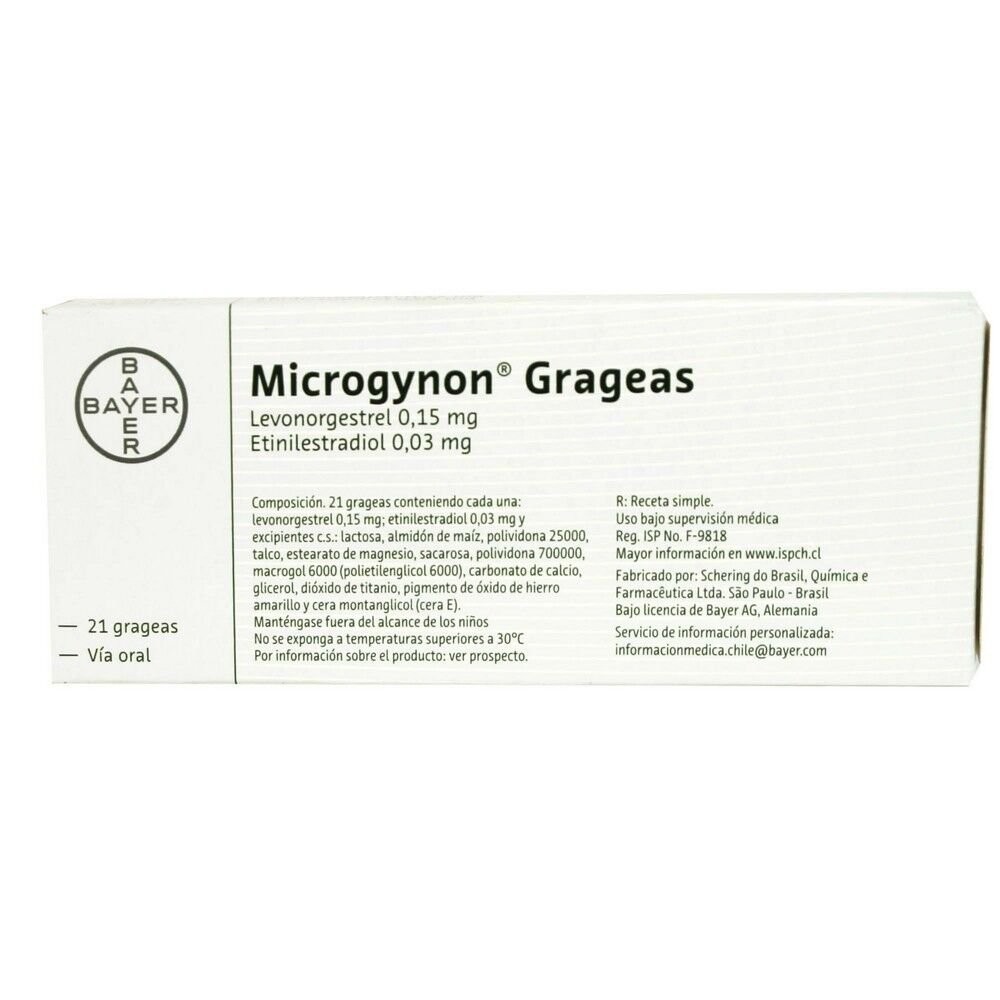 BAYER
BAYER
Microgynon® Grageas
Levonorgestrel 0,15 mg
Etinilestradiol 0,03 mg
Composición. 21 grageas conteniendo cada una:
levonorgestrel 0,15 mg; etinilestradiol 0,03 mg y
excipientes c.s.: lactosa, almidón de maíz, polividona 25000,
talco, estearato de magnesio, sacarosa, polividona 700000,
macrogol 6000 (polietilenglicol 6000), carbonato de calcio,
glicerol, dióxido de titanio, pigmento de óxido de hierro
amarillo y cera montanglicol (cera E).
Manténgase fuera del alcance de los niños
No se exponga a temperaturas superiores a 30°C
Por información sobre el producto: ver prospecto.
R: Receta simple.
Uso bajo supervisión médica
Reg. ISP No. F-9818
Mayor información en www.ispch.cl
Fabricado por: Schering do Brasil, Química e
Farmacêutica Ltda. São Paulo - Brasil
Bajo licencia de Bayer AG, Alemania
Servicio de información personalizada:
informacionmedica.chile@bayer.com
— 21 grageas
— Vía oral